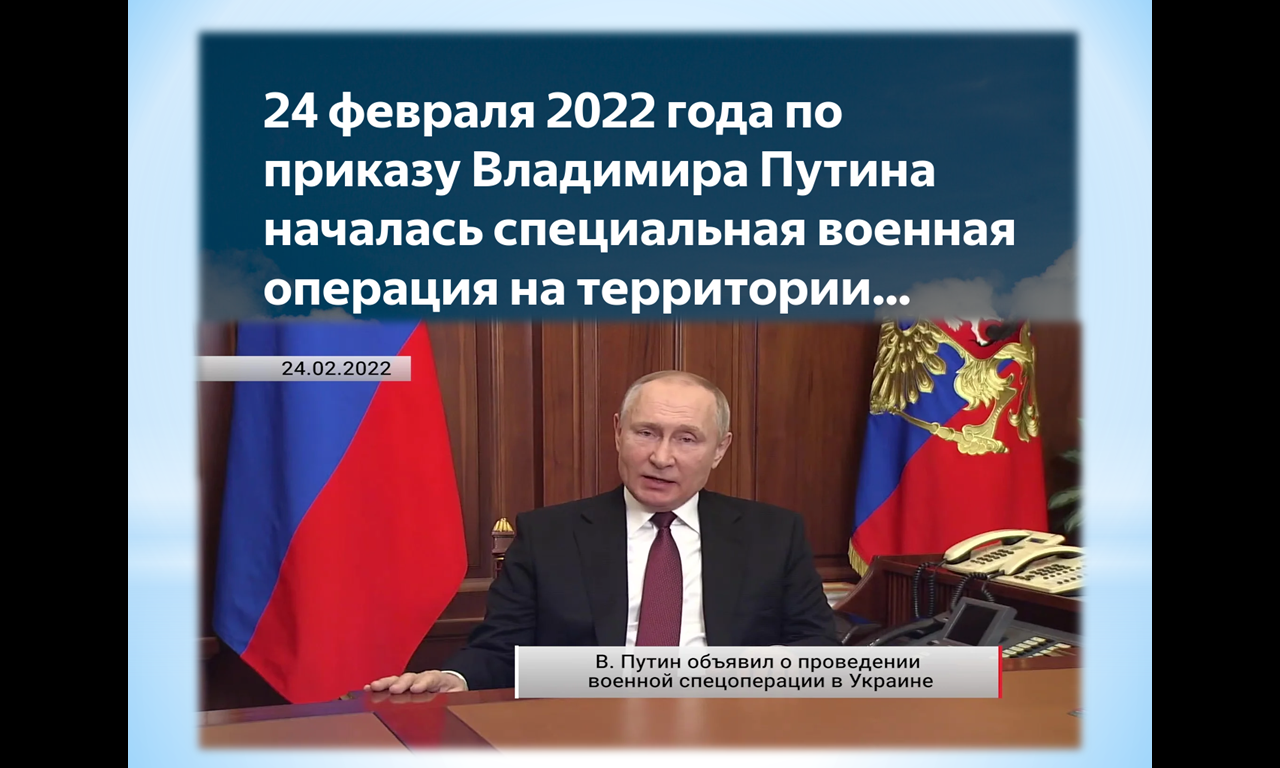 24 февраля 2022 года по
приказу Владимира Путина
началась специальная военная
операция на территории...
24.02.2022
В. Путин объявил о проведении
военной спецоперации в Украине